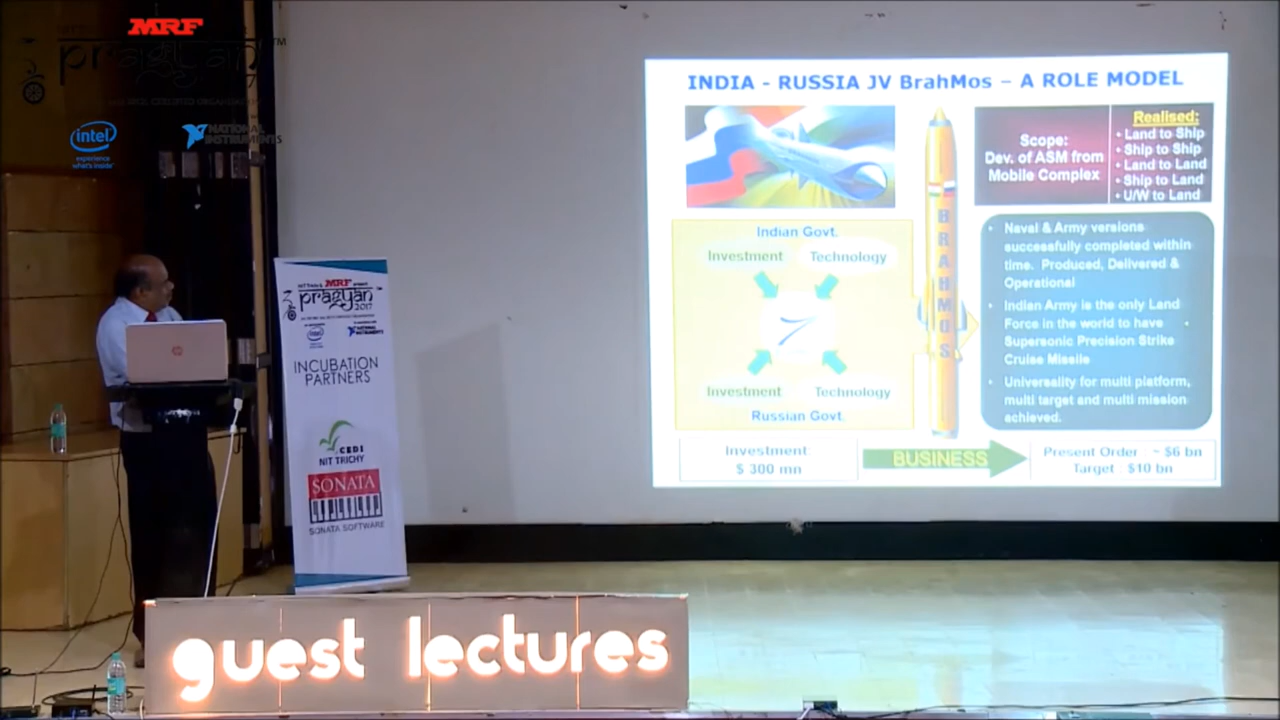 MRF
pragyan
TM
intel
experience
what's inside
NATIONAL
INSTRUMENTS
MRF
pragyan
2017
NATIONAL
INSTRUMENTS
INCUBATION
PARTNERS
CEDI
NIT TRICHY
SONATA
SONATA SOFTWARE
guest lectures
INDIA - RUSSIA JV BrahMos – A ROLE MODEL
Scope:
Dev. of ASM from
Mobile Complex
Realised:
• Land to Ship
• Ship to Ship
• Land to Land
• Ship to Land
• U/W to Land
Indian Govt.
Investment Technology
Investment Technology
Russian Govt.
BRAHMOS
• Naval & Army versions
successfully completed within
time. Produced, Delivered &
Operational
• Indian Army is the only Land
Force in the world to have
Supersonic Precision Strike
Cruise Missile
• Universality for multi platform,
multi target and multi mission
achieved.
Investment
$ 300 mn
BUSINESS
Present Order ~ $6 bn
Target $10 bn